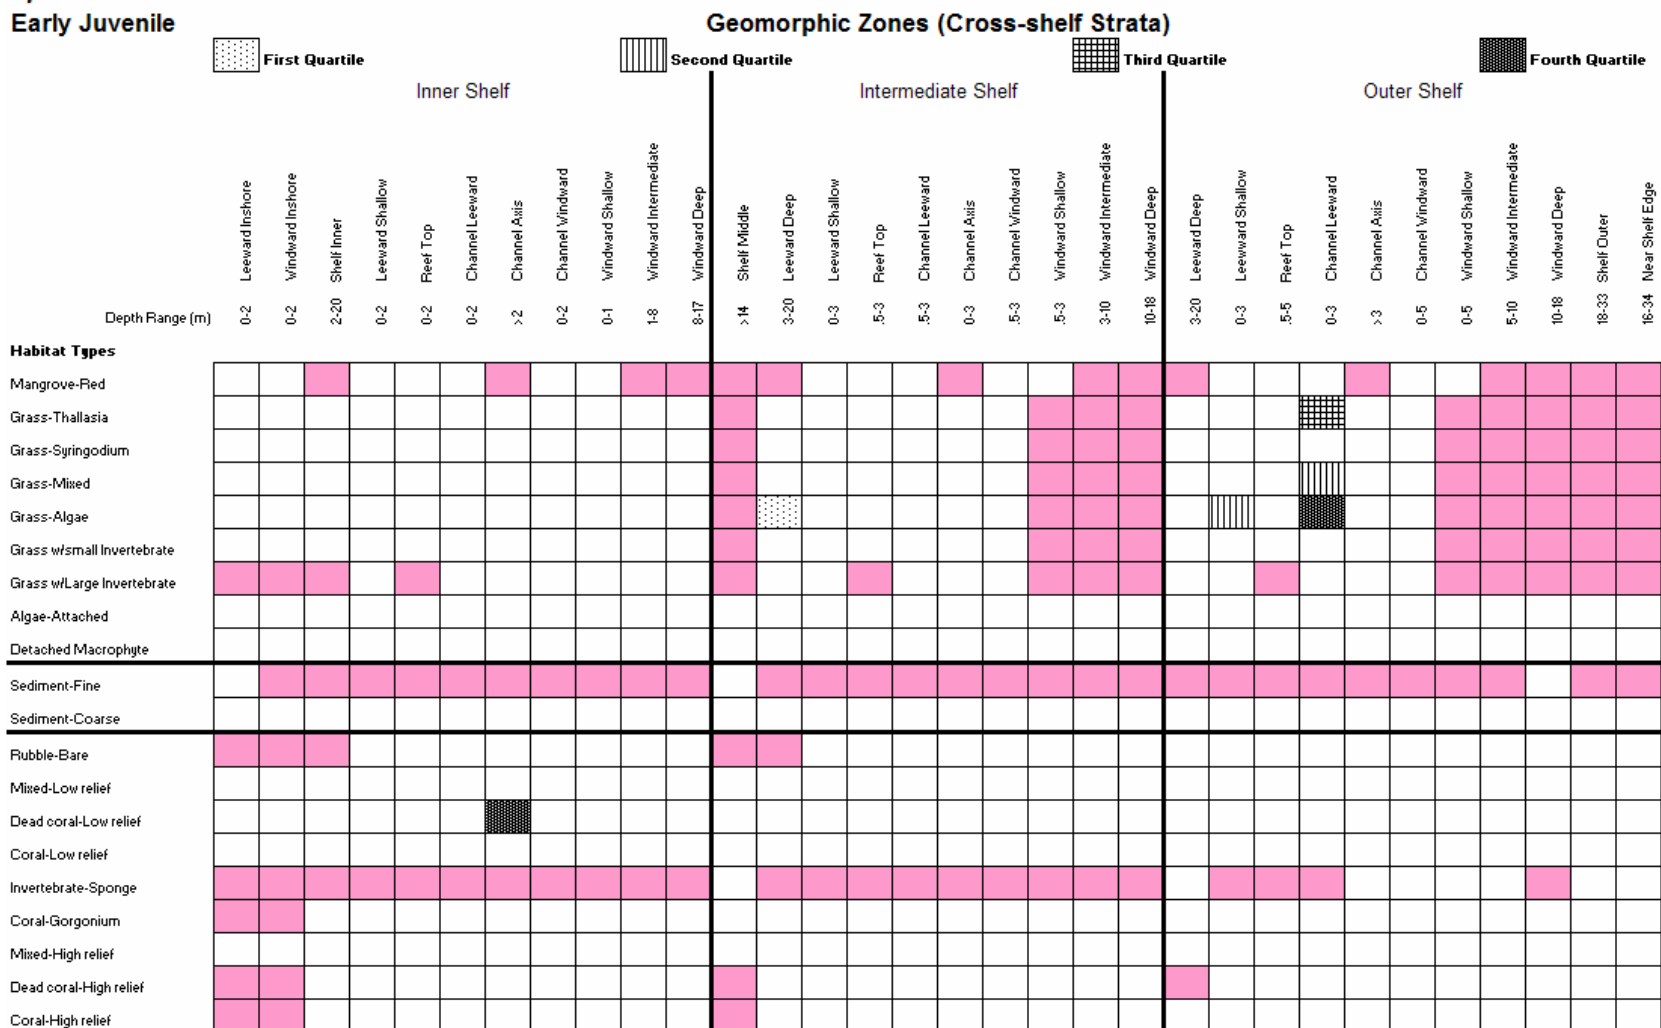 Early Juvenile
Geomorphic Zones (Cross-shelf Strata)
First Quartile
Second Quartile
Third Quartile
Fourth Quartile
Inner Shelf
Intermediate Shelf
Outer Shelf
Leeward Inshore
Windward Inshore
Shelf Inner
Leeward Shallow
Reef Top
Channel Leeward
Channel Axis
Channel Windward
Windward Shallow
Windward Intermediate
Windward Deep
Shelf Middle
Leeward Deep
Leeward Shallow
Reef Top
Channel Leeward
Channel Axis
Channel Windward
Windward Shallow
Windward Intermediate
Windward Deep
Leeward Deep
Leeward Shallow
Reef Top
Channel Leeward
Channel Axis
Channel Windward
Windward Shallow
Windward Intermediate
Windward Deep
Shelf Outer
Near Shelf Edge
Depth Range (m) 0-2 0-2 2-20 0-2 0-2 0-2 >2 0-2 0-1 1-8 8-17 >14 3-20 0-3 .5-3 .5-3 0-3 .5-3 .5-3 3-10 10-18 3-20 0-3 .5-5 0-3 >3 0-5 0-5 5-10 10-18 18-33 16-34
Habitat Types
Mangrove-Red
Grass-Thallasia
Grass-Syringodium
Grass-Mixed
Grass-Algae
Grass w/small Invertebrate
Grass w/Large Invertebrate
Algae-Attached
Detached Macrophyte
Sediment-Fine
Sediment-Coarse
Rubble-Bare
Mixed-Low relief
Dead coral-Low relief
Coral-Low relief
Invertebrate-Sponge
Coral-Gorgonium
Mixed-High relief
Dead coral-High relief
Coral-High relief